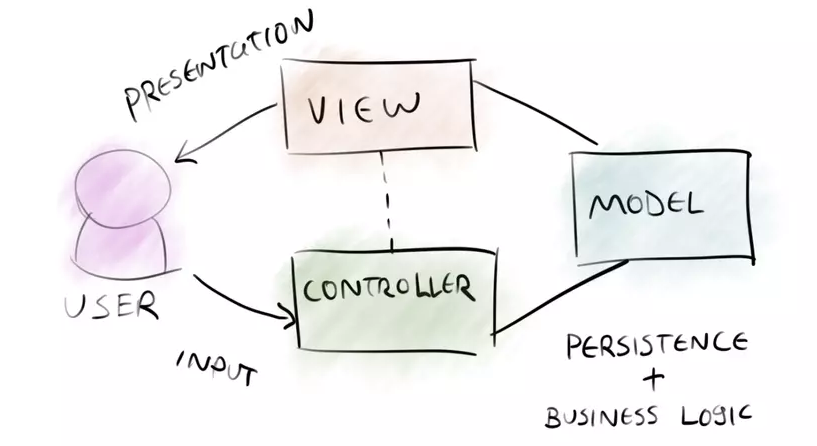 PRESENTATION
VIEW
MODEL
CONTROLLER
USER
INPUT
PERSISTENCE
+
BUSINESS LOGIC